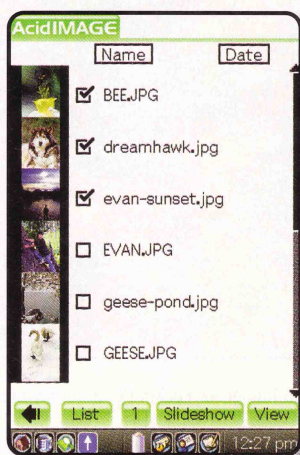 AcidIMAGE
Name Date
BEE.JPG
dreamhawk.jpg
evan-sunset.jpg
EVAN.JPG
geese-pond.jpg
GEESE.JPG
List 1 Slideshow View
12:27 pm